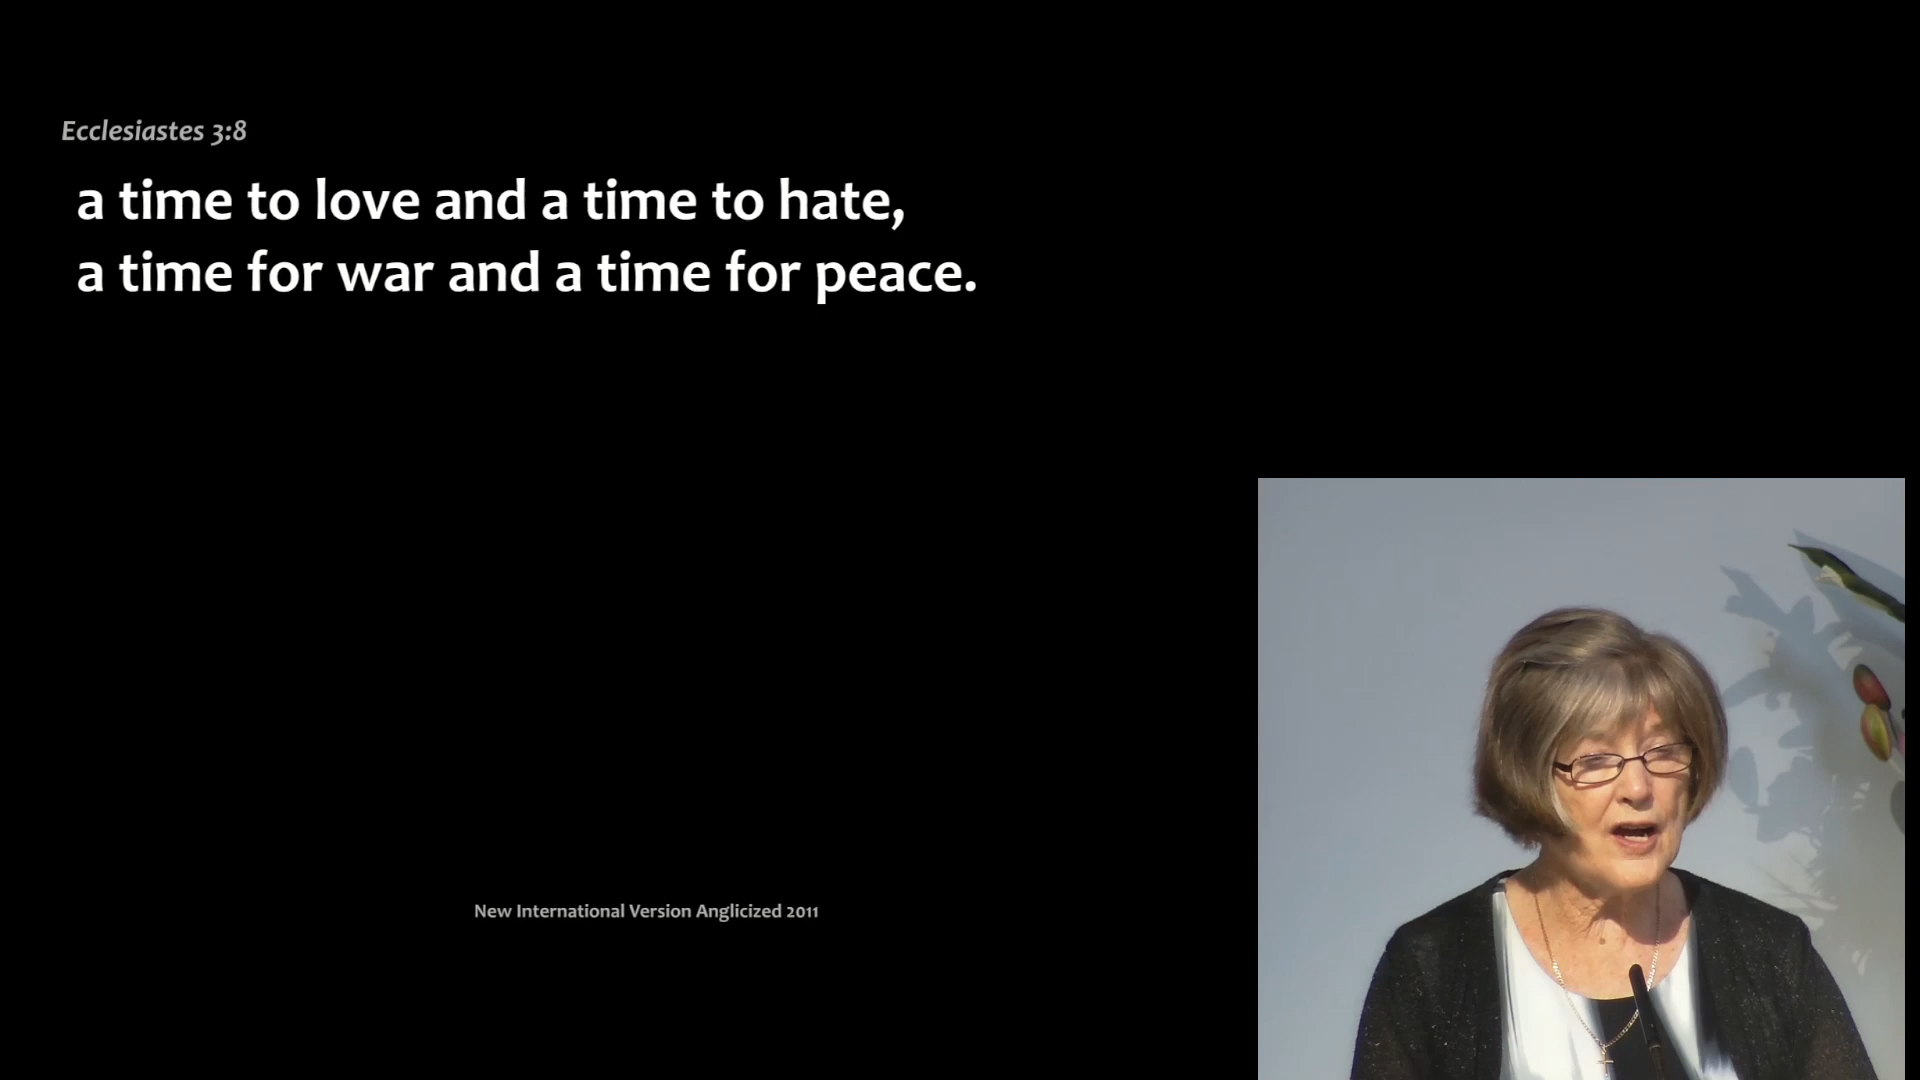 Ecclesiastes 3:8
a time to love and a time to hate,
a time for war and a time for peace.
New International Version Anglicized 2011